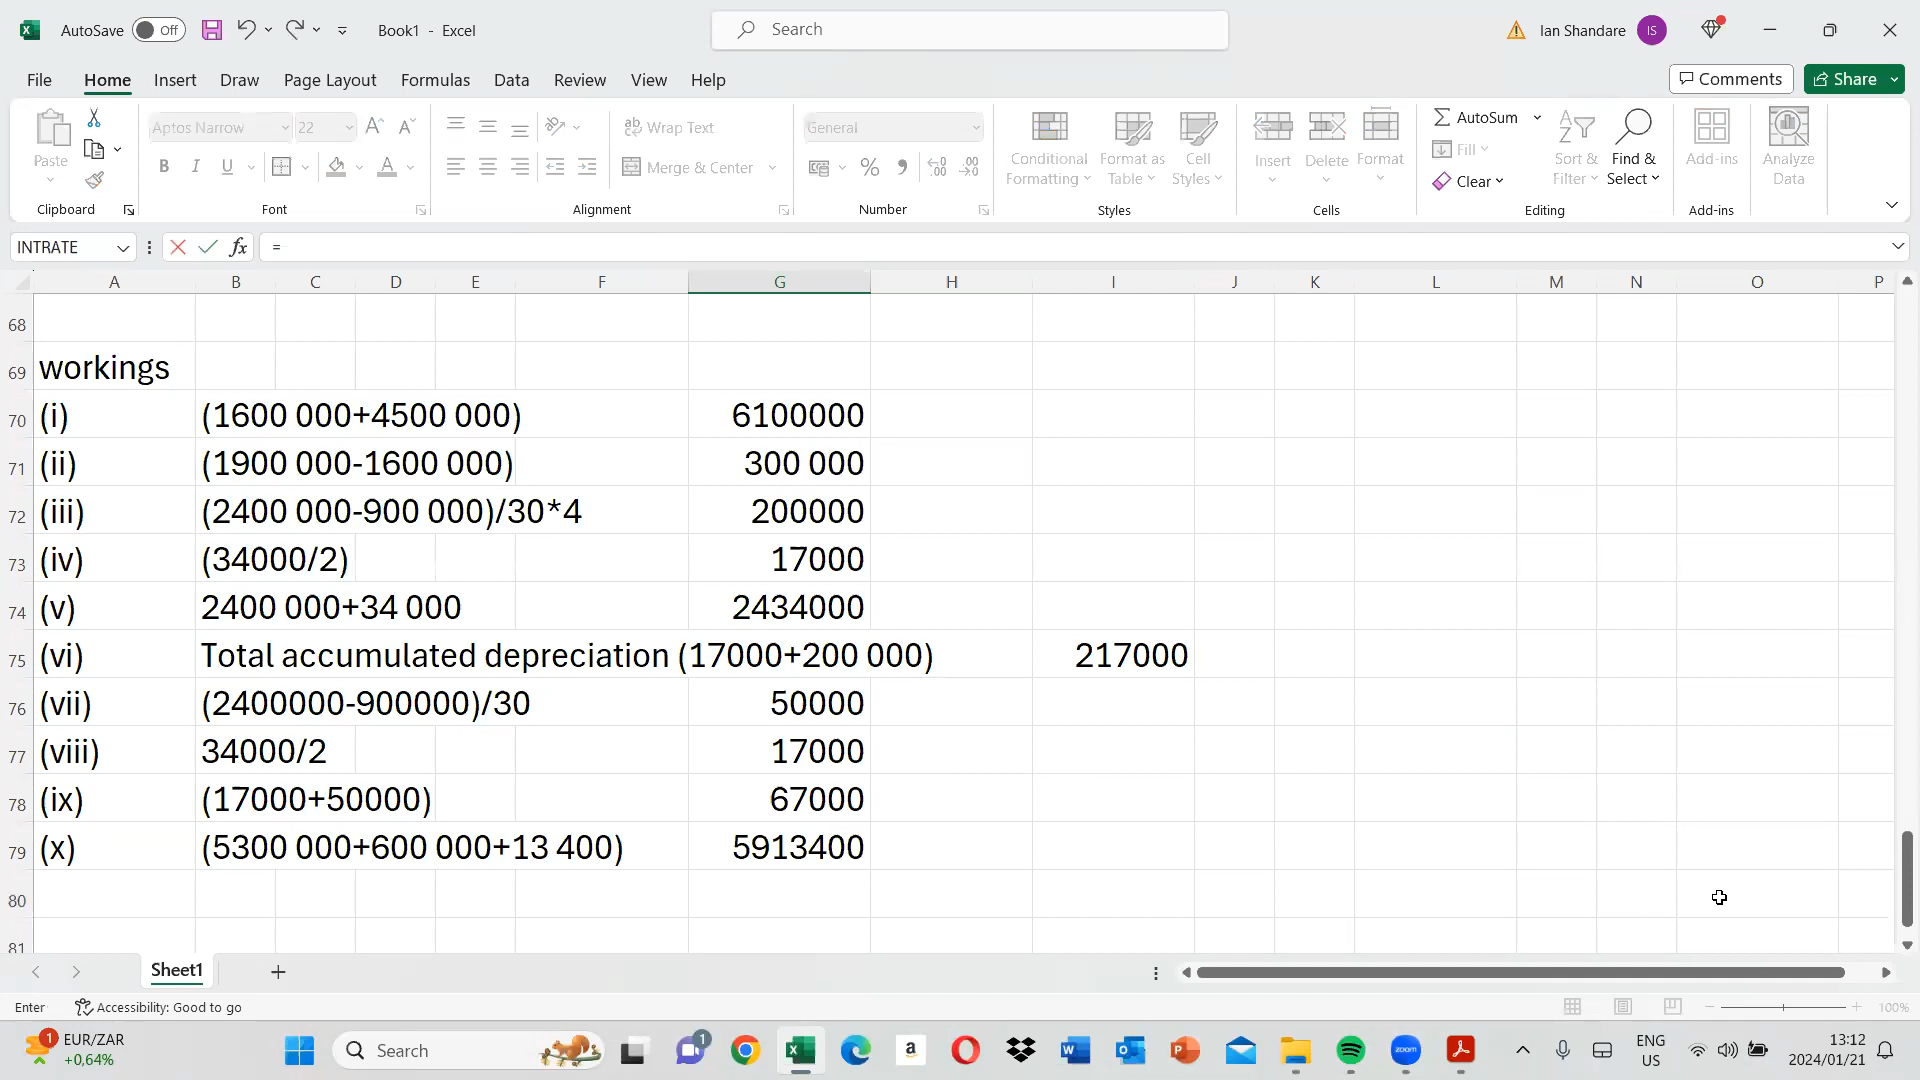 AutoSave Off Book1 - Excel Search Ian Shandare IS
File Home Insert Draw Page Layout Formulas Data Review View Help Comments Share
Paste
Clipboard
Aptos Narrow 22
B I U
Font
Wrap Text
Merge & Center
Alignment
General
Number
Conditional Formatting
Format as Table
Cell Styles
Styles
Insert
Delete
Format
Cells
AutoSum
Fill
Clear
Sort & Filter
Find & Select
Editing
Add-ins
Add-ins
Analyze Data
INTRATE fx =
A B C D E F G H I J K L M N O P
68
69 workings
70 (i) (1600 000+4500 000) 6100000
71 (ii) (1900 000-1600 000) 300 000
72 (iii) (2400 000-900 000)/30*4 200000
73 (iv) (34000/2) 17000
74 (v) 2400 000+34 000 2434000
75 (vi) Total accumulated depreciation (17000+200 000) 217000
76 (vii) (2400000-900000)/30 50000
77 (viii) 34000/2 17000
78 (ix) (17000+50000) 67000
79 (x) (5300 000+600 000+13 400) 5913400
80
81
Sheet1
Enter Accessibility: Good to go 100%
1 EUR/ZAR
+0,64%
Search
1
a
zoom
ENG
US
13:12
2024/01/21